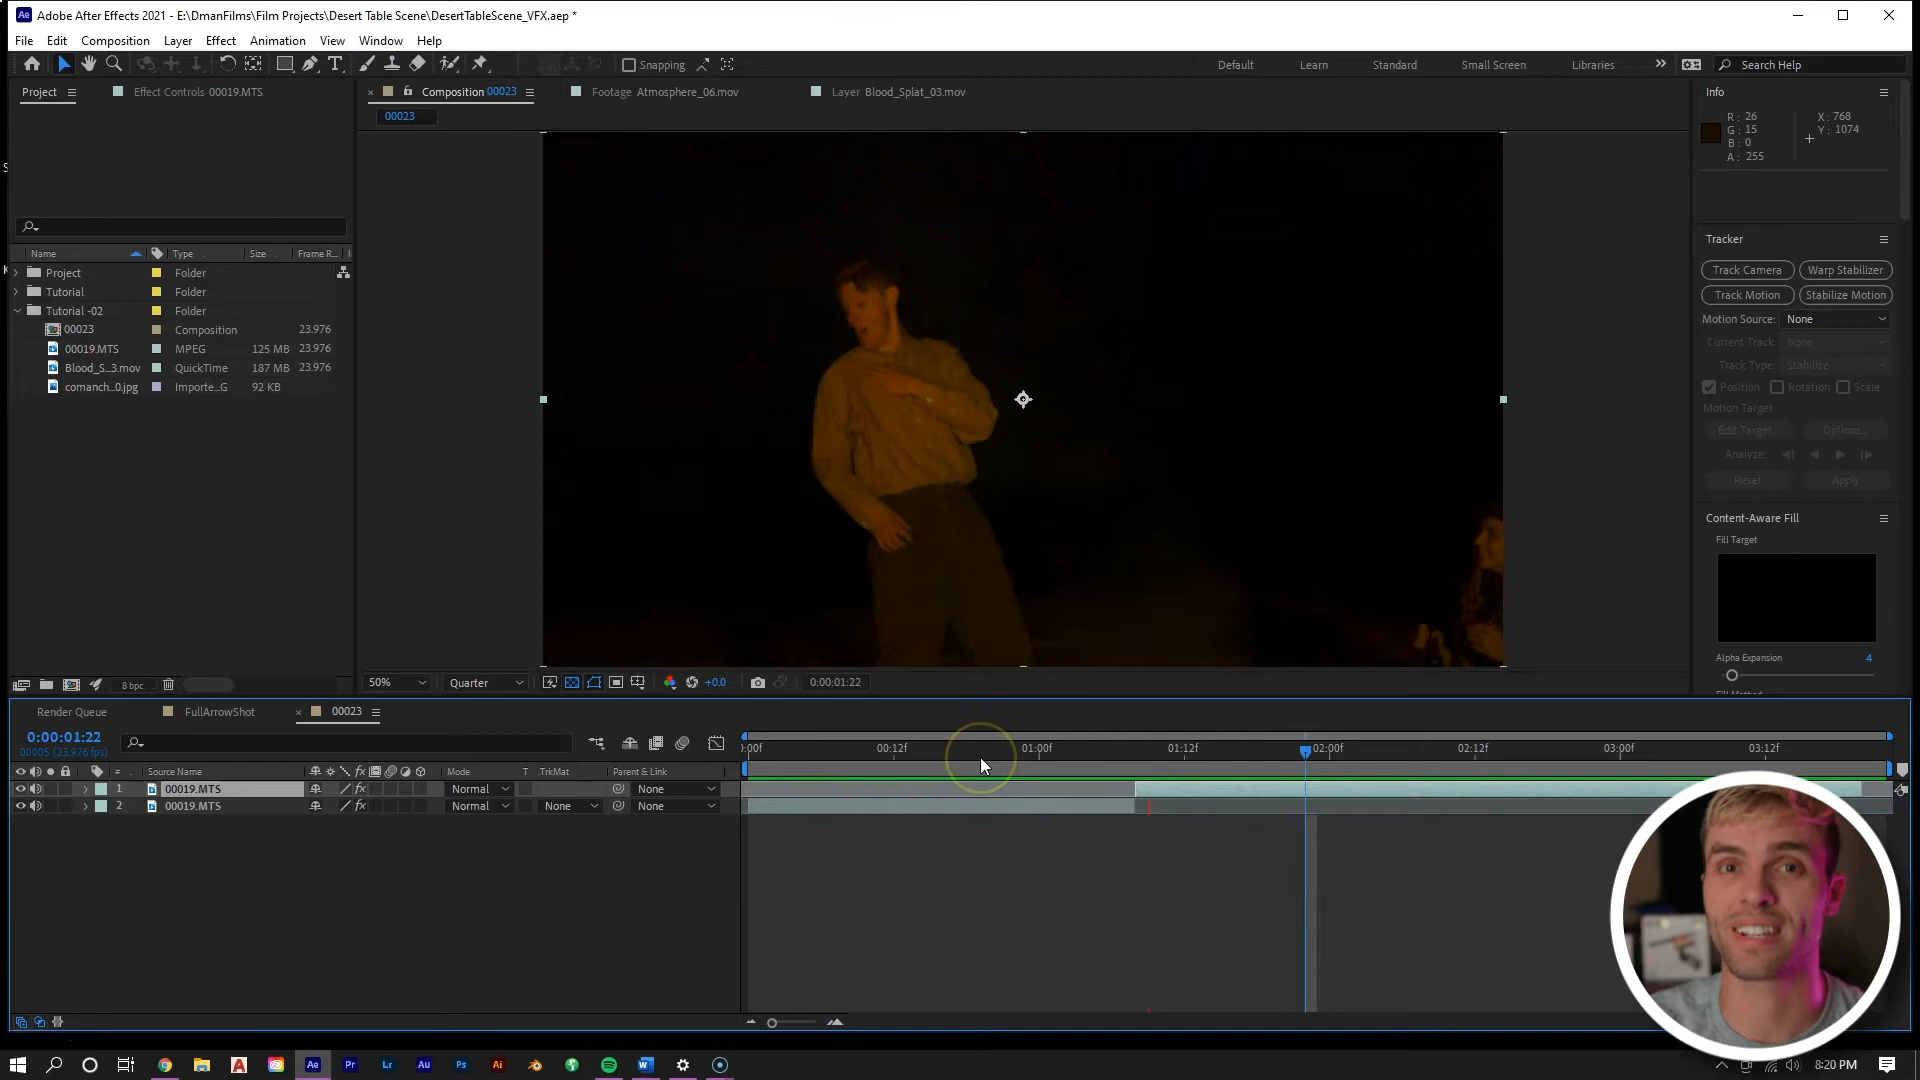 Adobe After Effects 2021 - E:\DmanFilms\Film Projects\Desert Table Scene\DesertTableScene_VFX.aep *
File Edit Composition Layer Effect Animation View Window Help
Snapping Default Learn Standard Small Screen Libraries Search Help
Project Effect Controls 00019.MTS Composition 00023 Footage Atmosphere_06.mov Layer Blood_Splat_03.mov Info
00023
R: 26 X: 768
G: 15 Y: 1074
B: 0
A: 255
Name Type Size Frame R...
Project Folder
Tutorial Folder
Tutorial -02 Folder
00023 Composition 23.976
00019.MTS MPEG 125 MB 23.976
Blood_S...3.mov QuickTime 187 MB 23.976
comanch...0.jpg Importe...G 92 KB
Tracker
Track Camera Warp Stabilizer
Track Motion Stabilize Motion
Motion Source: None
Current Track: None
Track Type: Stabilize
Position Rotation Scale
Motion Target:
Edit Target... Options...
Analyze:
Reset Apply
Content-Aware Fill
Fill Target
Alpha Expansion 4
8 bpc 50% Quarter +0.0 0:00:01:22
Render Queue FullArrowShot 00023
0:00:01:22
00005 (23.976 fps)
:00f 00:12f 01:00f 01:12f 02:00f 02:12f 03:00f 03:12f
# Source Name fx Mode T .TrkMat Parent & Link
1 00019.MTS fx Normal None
2 00019.MTS fx Normal None None
8:20 PM